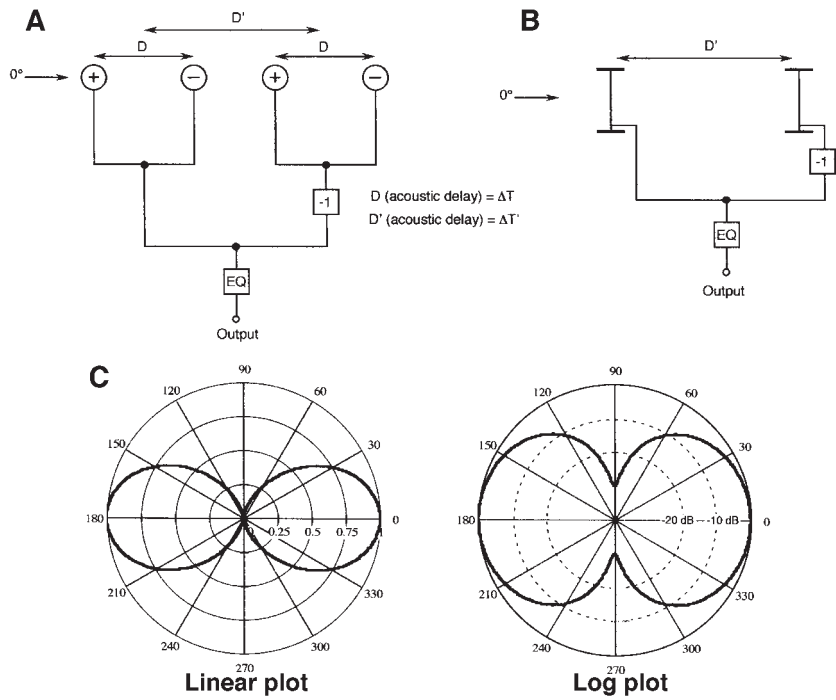 A
D'
D
D
0°
+
−
+
−
-1
D (acoustic delay) = ΔT
D' (acoustic delay) = ΔT'
EQ
Output
B
D'
0°
-1
EQ
Output
C
90
120
60
150
30
180
0
0.25
0.5
0.75
0
210
330
240
300
270
Linear plot
90
120
60
150
30
180
-20 dB
-10 dB
0
210
330
240
300
270
Log plot